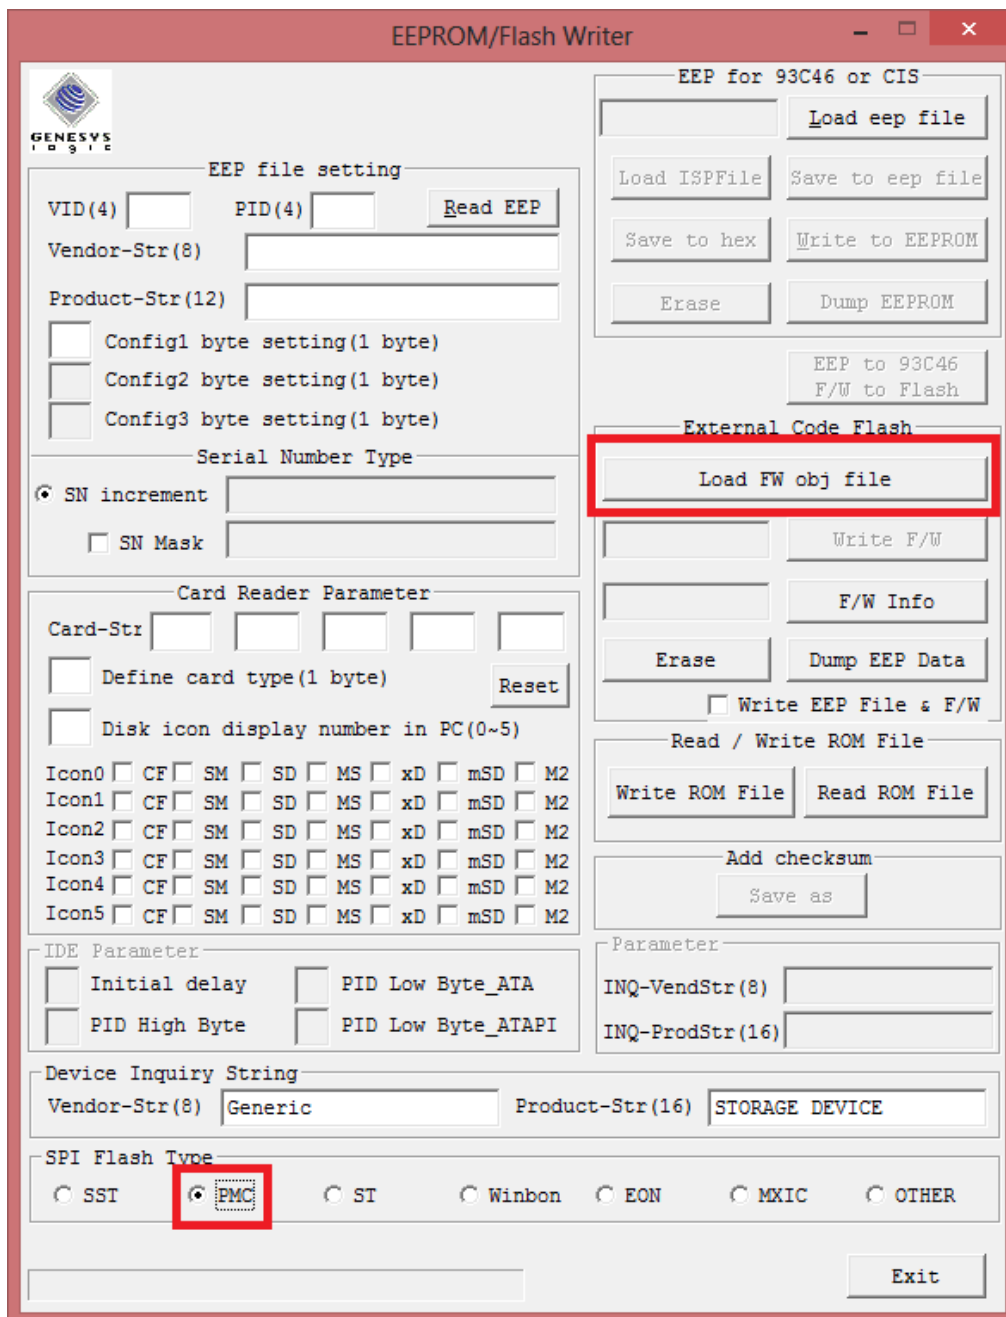 EEPROM/Flash Writer
GENESYS
LOGIC
EEP file setting
VID(4) PID(4) Read EEP
Vendor-Str(8)
Product-Str(12)
Config1 byte setting(1 byte)
Config2 byte setting(1 byte)
Config3 byte setting(1 byte)
Serial Number Type
SN increment
SN Mask
Card Reader Parameter
Card-Str
Define card type(1 byte)
Reset
Disk icon display number in PC(0~5)
Icon0 CF SM SD MS xD mSD M2
Icon1 CF SM SD MS xD mSD M2
Icon2 CF SM SD MS xD mSD M2
Icon3 CF SM SD MS xD mSD M2
Icon4 CF SM SD MS xD mSD M2
Icon5 CF SM SD MS xD mSD M2
IDE Parameter
Initial delay PID Low Byte_ATA
PID High Byte PID Low Byte_ATAPI
EEP for 93C46 or CIS
Load eep file
Load ISPFile Save to eep file
Save to hex Write to EEPROM
Erase Dump EEPROM
EEP to 93C46
F/W to Flash
External Code Flash
Load FW obj file
Write F/W
F/W Info
Erase Dump EEP Data
Write EEP File & F/W
Read / Write ROM File
Write ROM File Read ROM File
Add checksum
Save as
Parameter
INQ-VendStr(8)
INQ-ProdStr(16)
Device Inquiry String
Vendor-Str(8) Generic Product-Str(16) STORAGE DEVICE
SPI Flash Type
SST PMC ST Winbon EON MXIC OTHER
Exit